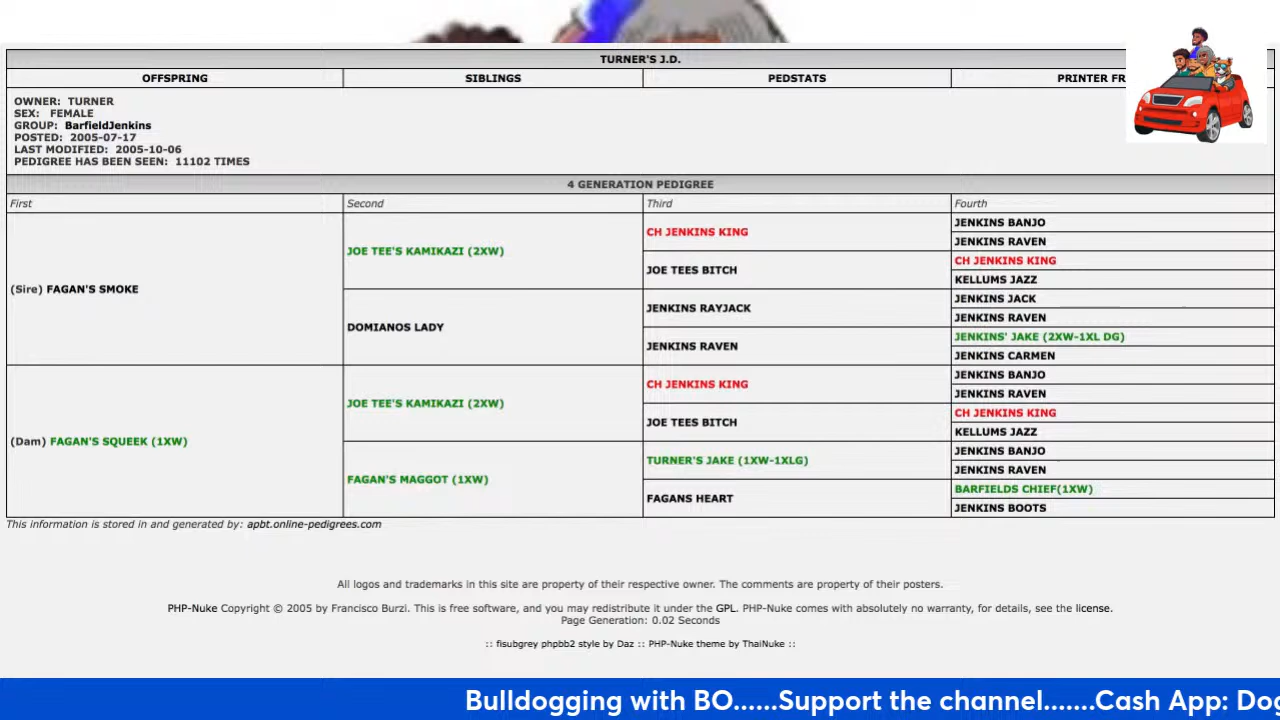 TURNER'S J.D.
OFFSPRING SIBLINGS PEDSTATS PRINTER FR
OWNER: TURNER
SEX: FEMALE
GROUP: BarfieldJenkins
POSTED: 2005-07-17
LAST MODIFIED: 2005-10-06
PEDIGREE HAS BEEN SEEN: 11102 TIMES
4 GENERATION PEDIGREE
First Second Third Fourth
(Sire) FAGAN'S SMOKE
JOE TEE'S KAMIKAZI (2XW)
CH JENKINS KING
JENKINS BANJO
JENKINS RAVEN
JOE TEES BITCH
CH JENKINS KING
KELLUMS JAZZ
DOMIANOS LADY
JENKINS RAYJACK
JENKINS JACK
JENKINS RAVEN
JENKINS RAVEN
JENKINS' JAKE (2XW-1XL DG)
JENKINS CARMEN
(Dam) FAGAN'S SQUEEK (1XW)
JOE TEE'S KAMIKAZI (2XW)
CH JENKINS KING
JENKINS BANJO
JENKINS RAVEN
JOE TEES BITCH
CH JENKINS KING
KELLUMS JAZZ
FAGAN'S MAGGOT (1XW)
TURNER'S JAKE (1XW-1XLG)
JENKINS BANJO
JENKINS RAVEN
FAGANS HEART
BARFIELDS CHIEF(1XW)
JENKINS BOOTS
This information is stored in and generated by: apbt.online-pedigrees.com
All logos and trademarks in this site are property of their respective owner. The comments are property of their posters.
PHP-Nuke Copyright © 2005 by Francisco Burzi. This is free software, and you may redistribute it under the GPL. PHP-Nuke comes with absolutely no warranty, for details, see the license.
Page Generation: 0.02 Seconds
:: fisubgrey phpbb2 style by Daz :: PHP-Nuke theme by ThaiNuke ::
Bulldogging with BO......Support the channel.......Cash App: Dog